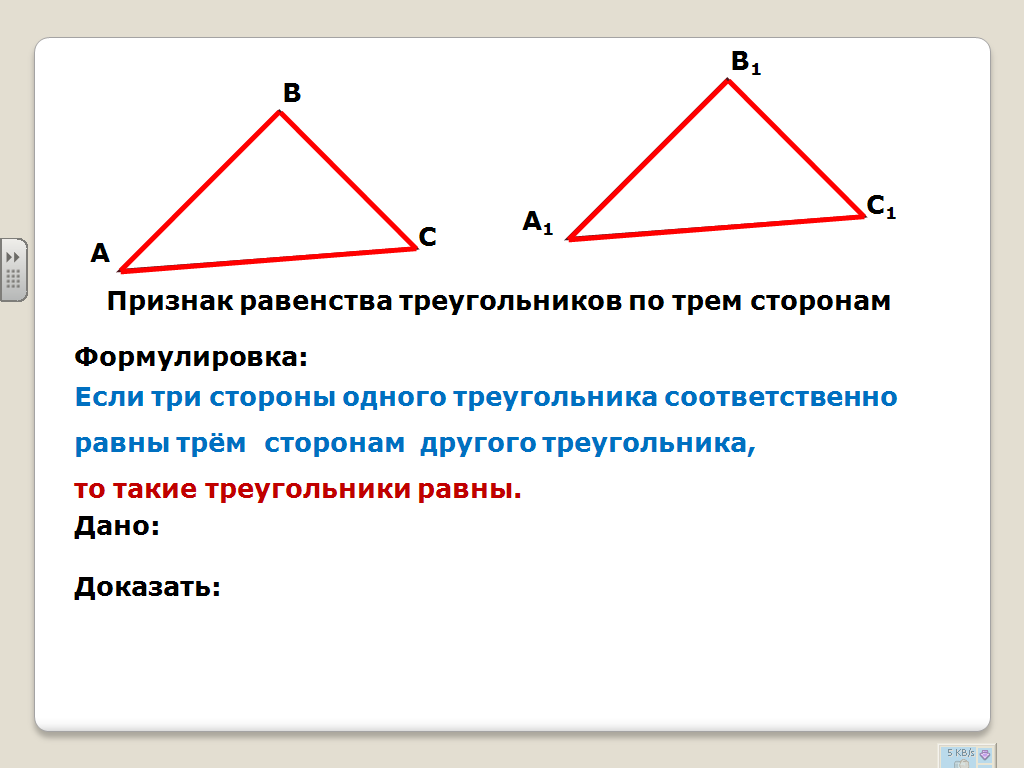 B
B₁
A
C
A₁
C₁
Признак равенства треугольников по трем сторонам
Формулировка:
Если три стороны одного треугольника соответственно
равны трём сторонам другого треугольника,
то такие треугольники равны.
Дано:
Доказать:
5 KB/s